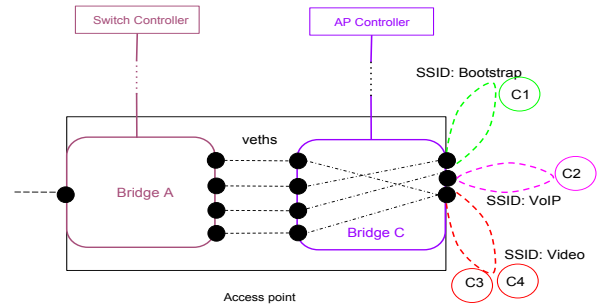 Switch Controller
AP Controller
SSID: Bootstrap
C1
veths
Bridge A
C2
SSID: VoIP
Bridge C
SSID: Video
C3
C4
Access point